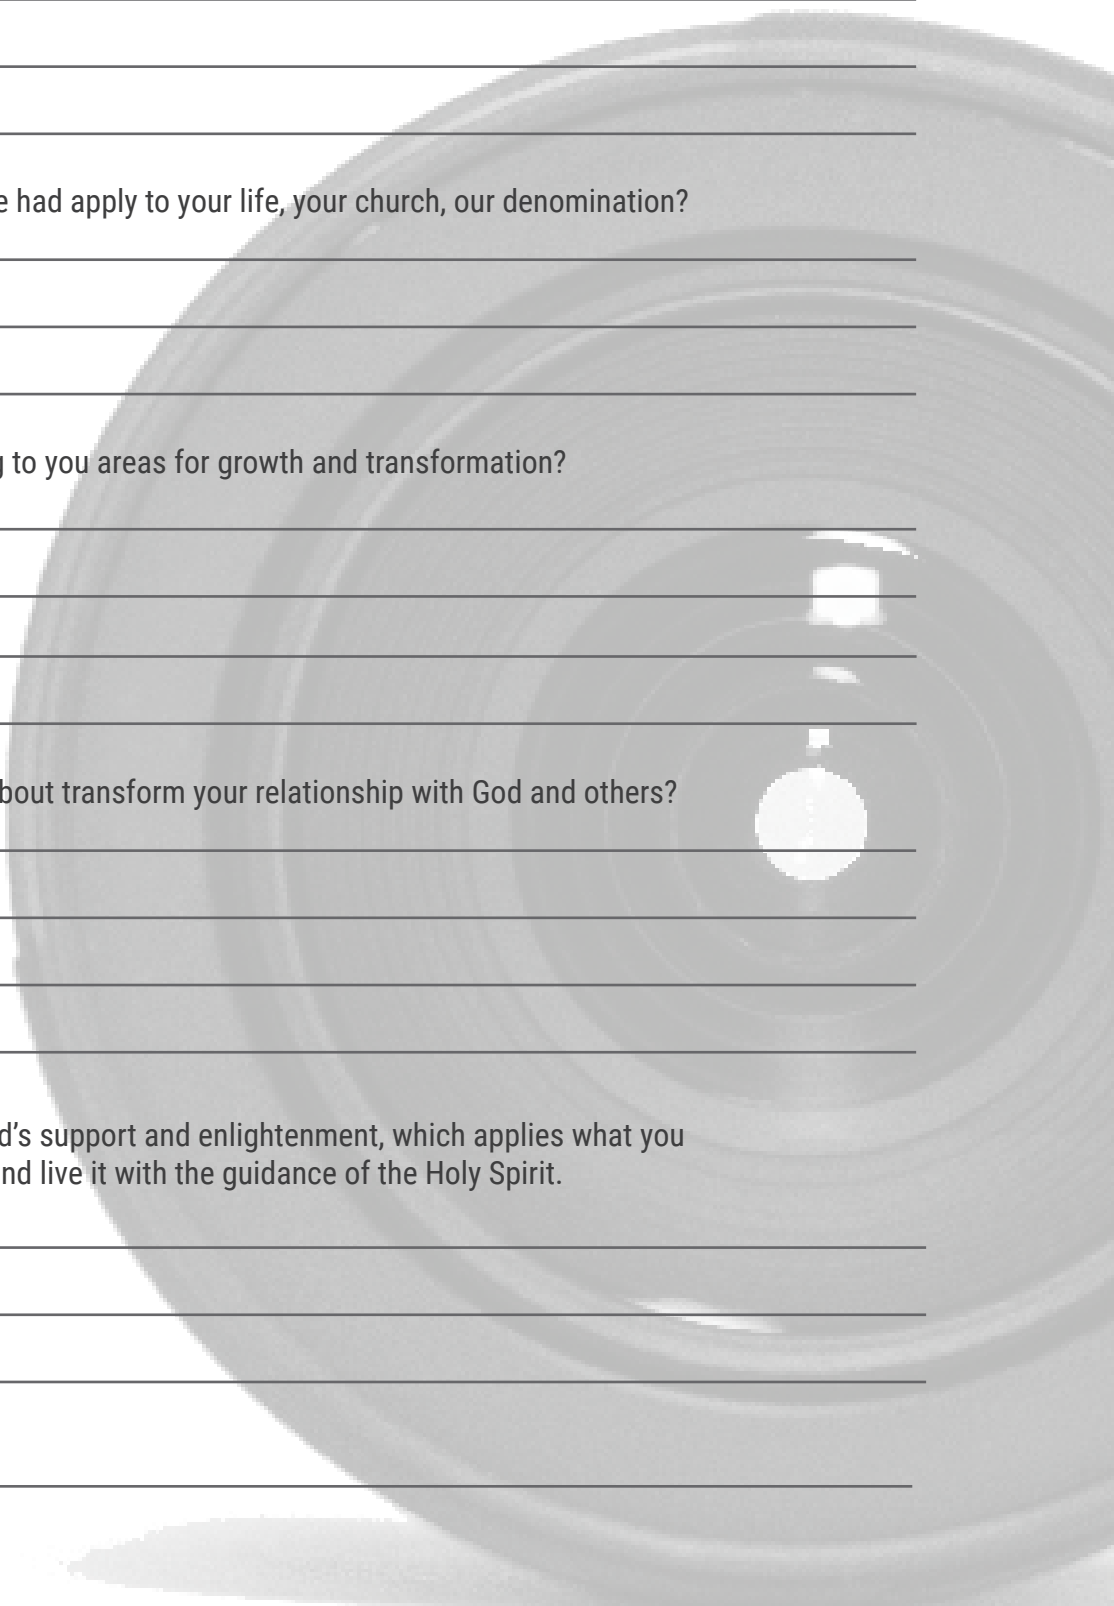 had apply to your life, your church, our denomination?
to you areas for growth and transformation?
transform your relationship with God and others?
support and enlightenment, which applies what you
live it with the guidance of the Holy Spirit.